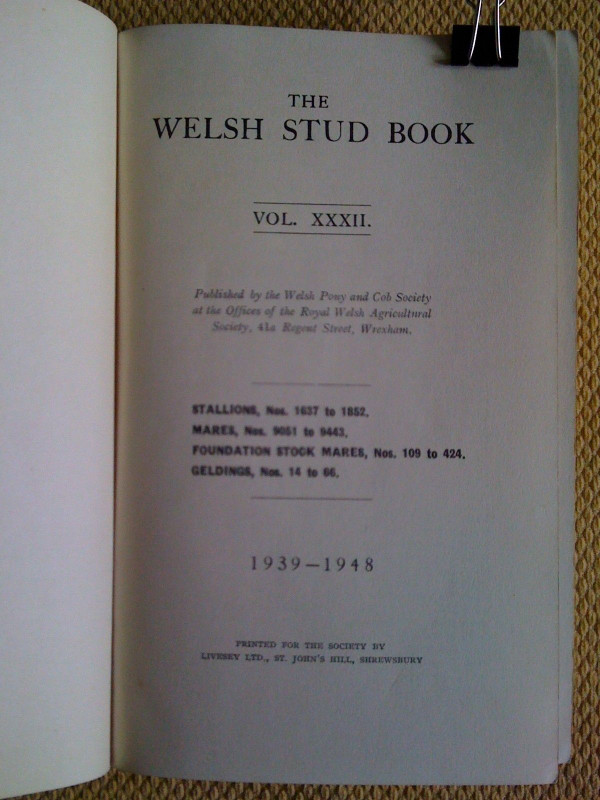 THE
WELSH STUD BOOK
VOL. XXXII.
Published by the Welsh Pony and Cob Society
at the Offices of the Royal Welsh Agricultural
Society, 41a Regent Street, Wrexham.
STALLIONS, Nos. 1637 to 1852.
MARES, Nos. 9051 to 9443.
FOUNDATION STOCK MARES, Nos. 109 to 424.
GELDINGS, Nos. 14 to 66.
1939—1948
PRINTED FOR THE SOCIETY BY
LIVESEY LTD., ST. JOHN'S HILL, SHREWSBURY